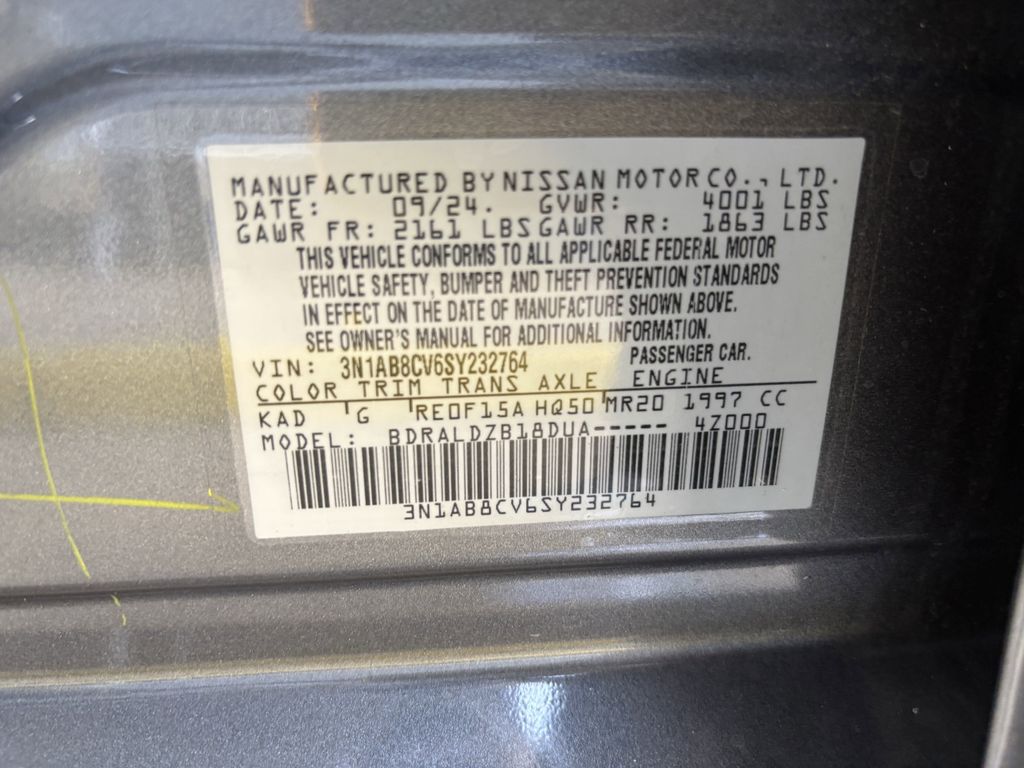 MANUFACTURED BY NISSAN MOTOR CO., LTD.
DATE: 09/24. GVWR: 4001 LBS
GAWR FR: 2161 LBS GAWR RR: 1863 LBS
THIS VEHICLE CONFORMS TO ALL APPLICABLE FEDERAL MOTOR
VEHICLE SAFETY, BUMPER AND THEFT PREVENTION STANDARDS
IN EFFECT ON THE DATE OF MANUFACTURE SHOWN ABOVE.
SEE OWNER'S MANUAL FOR ADDITIONAL INFORMATION.
VIN: 3N1AB8CV6SY232764 PASSENGER CAR.
COLOR TRIM TRANS AXLE ENGINE
KAD G RE0F15A HQ50 MR20 1997 CC
MODEL: BDRALDZB18DUA----- 4Z000
3N1AB8CV6SY232764